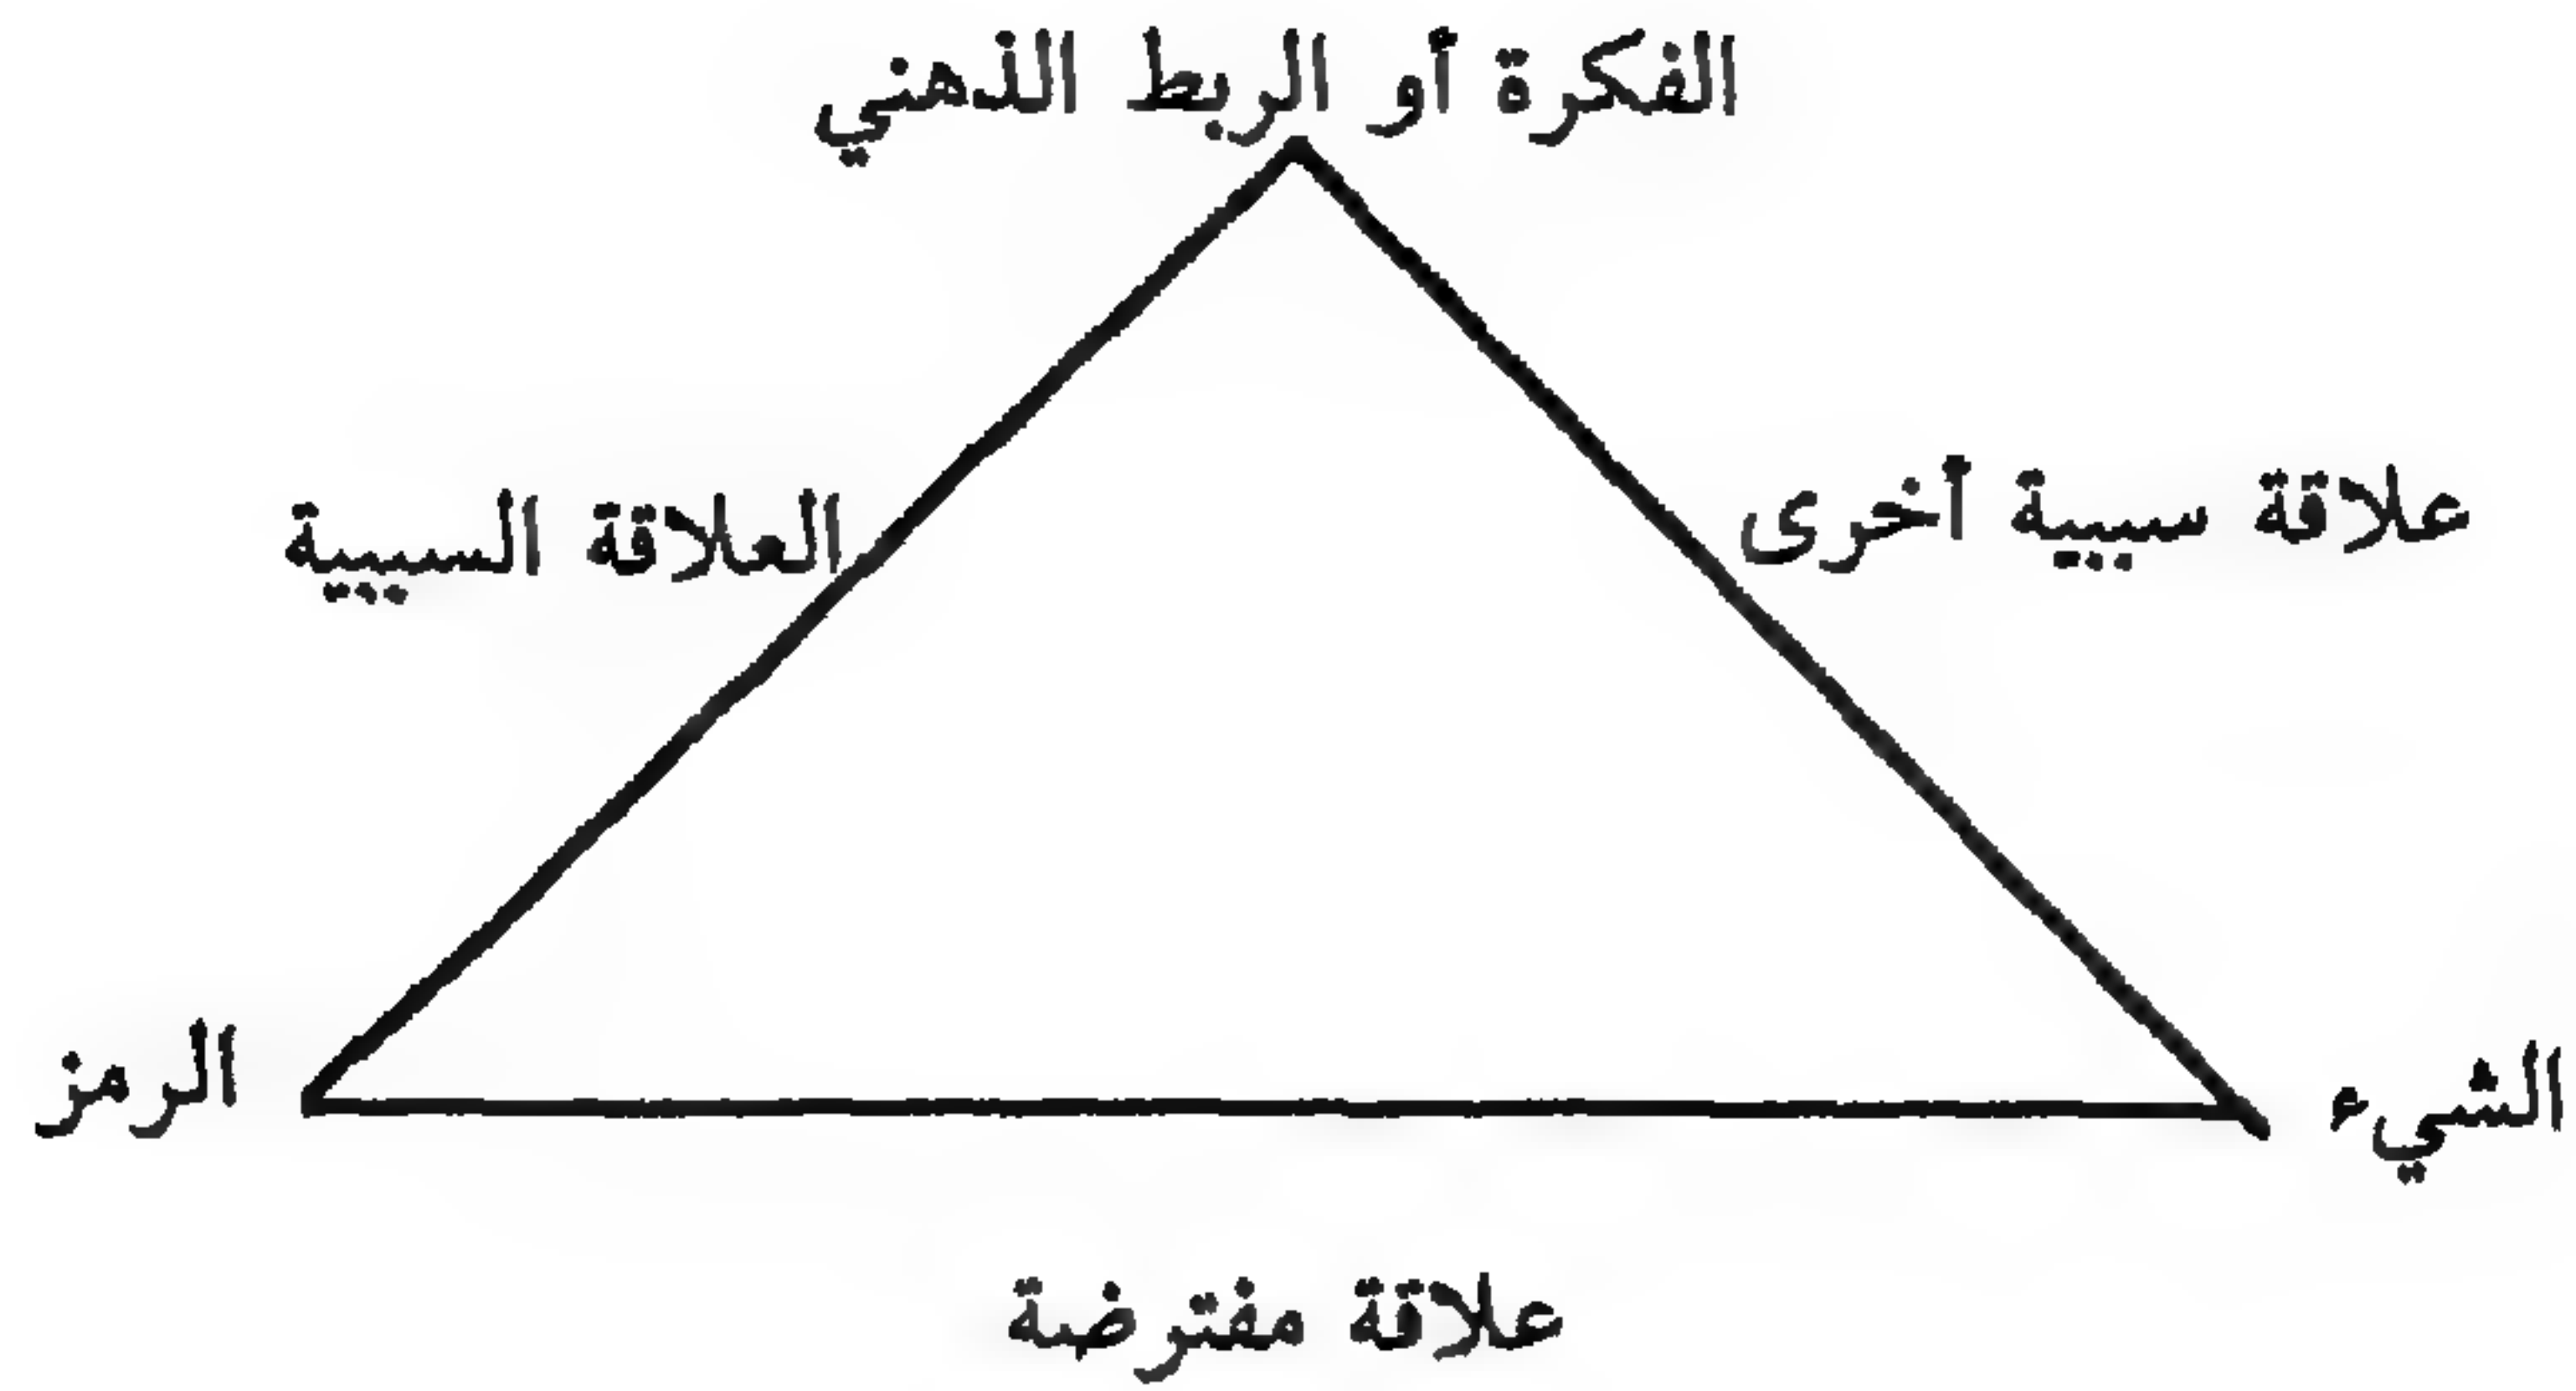 الفكرة أو الربط الذهني
علاقة سببية أخرى
العلاقة السببية
الشيء
الرمز
علاقة مفترضة